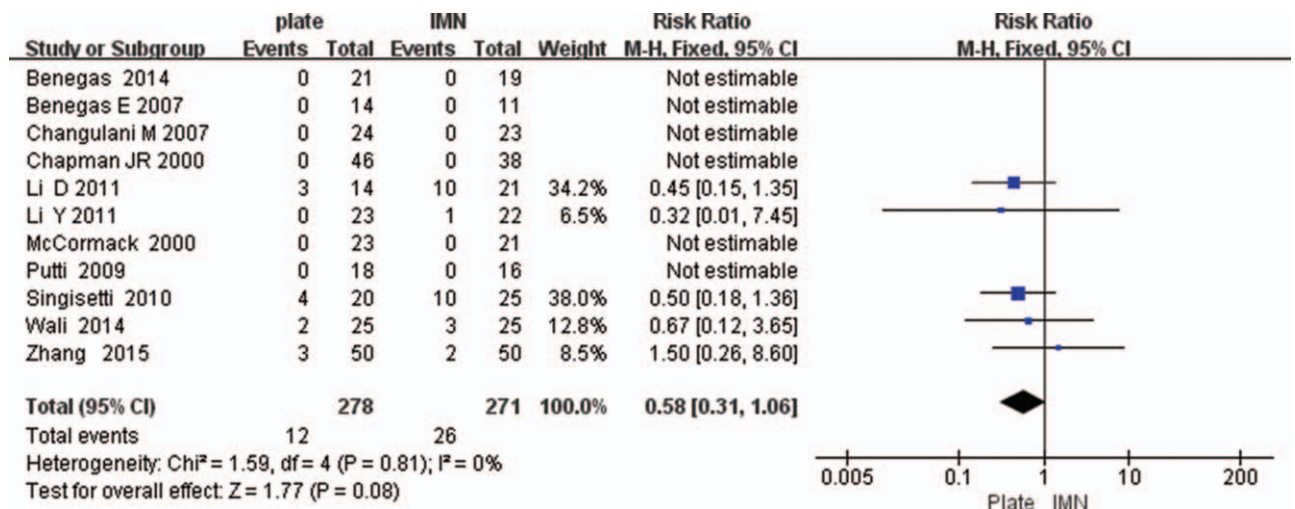 plate IMN Risk Ratio Risk Ratio
Study or Subgroup Events Total Events Total Weight M-H, Fixed, 95% CI M-H, Fixed, 95% CI
Benegas 2014 0 21 0 19 Not estimable
Benegas E 2007 0 14 0 11 Not estimable
Changulani M 2007 0 24 0 23 Not estimable
Chapman JR 2000 0 46 0 38 Not estimable
Li D 2011 3 14 10 21 34.2% 0.45 [0.15, 1.35]
Li Y 2011 0 23 1 22 6.5% 0.32 [0.01, 7.45]
McCormack 2000 0 23 0 21 Not estimable
Putti 2009 0 18 0 16 Not estimable
Singisetti 2010 4 20 10 25 38.0% 0.50 [0.18, 1.36]
Wali 2014 2 25 3 25 12.8% 0.67 [0.12, 3.65]
Zhang 2015 3 50 2 50 8.5% 1.50 [0.26, 8.60]
Total (95% CI) 278 271 100.0% 0.58 [0.31, 1.06]
Total events 12 26
Heterogeneity: Chi² = 1.59, df = 4 (P = 0.81); I² = 0%
Test for overall effect: Z = 1.77 (P = 0.08)
0.005 0.1 1 10 200
Plate IMN